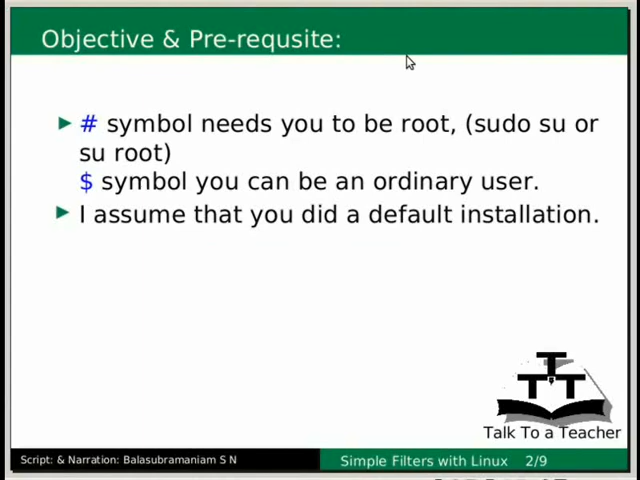 Objective & Pre-requsite:
# symbol needs you to be root, (sudo su or
su root)
$ symbol you can be an ordinary user.
I assume that you did a default installation.
T
T T
Talk To a Teacher
Script: & Narration: Balasubramaniam S N
Simple Filters with Linux 2/9